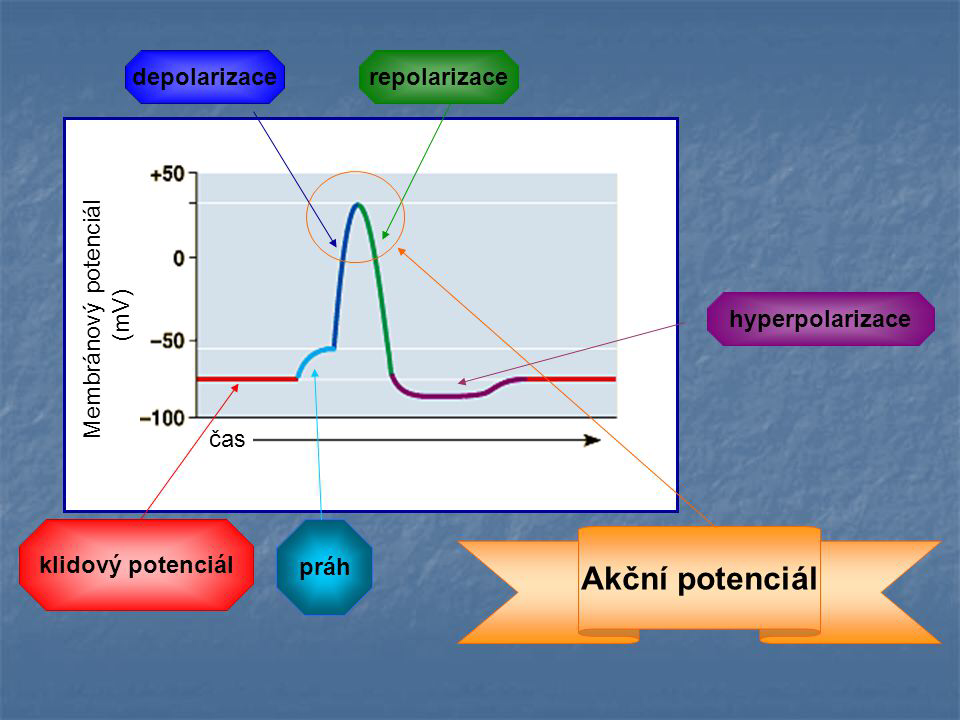 depolarizace
repolarizace
Membránový potenciál
(mV)
+50
0
−50
−100
čas
hyperpolarizace
klidový potenciál
práh
Akční potenciál